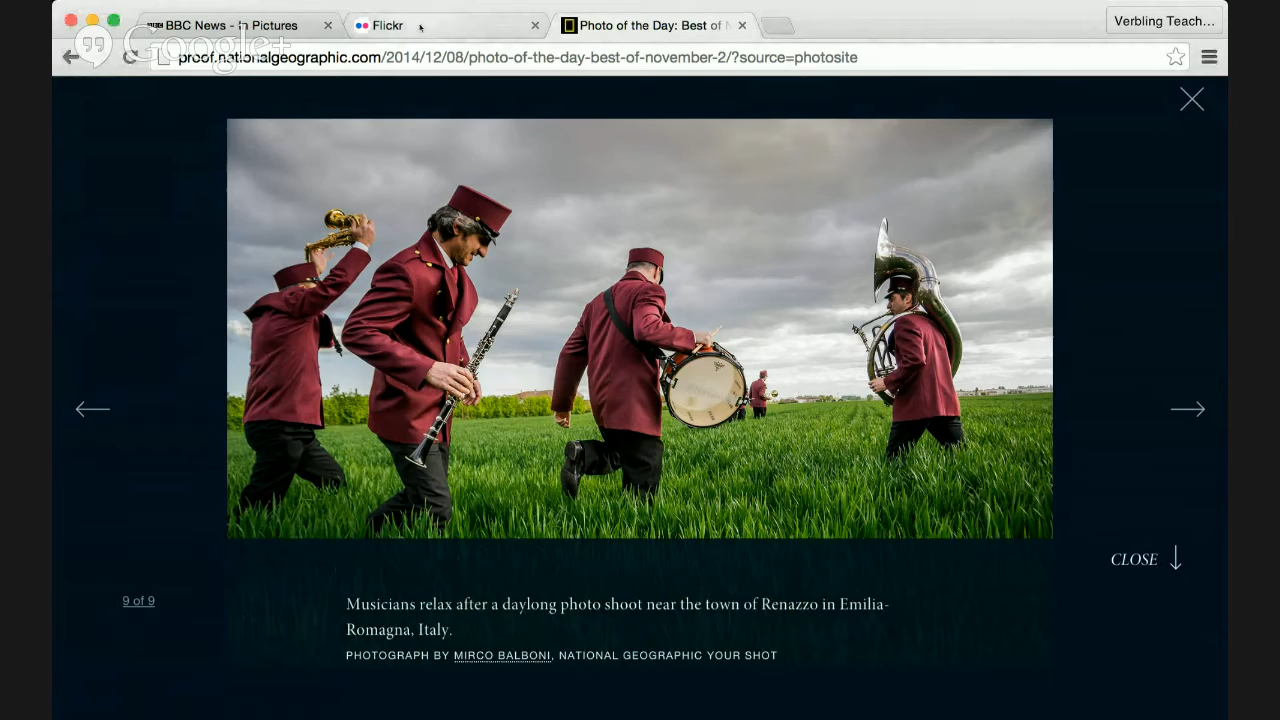 BBC News - In Pictures
Flickr
Photo of the Day: Best of N
Verbling Teach...
Google+
proof.nationalgeographic.com/2014/12/08/photo-of-the-day-best-of-november-2/?source=photosite
CLOSE
9 of 9
Musicians relax after a daylong photo shoot near the town of Renazzo in Emilia-
Romagna, Italy.
PHOTOGRAPH BY MIRCO BALBONI, NATIONAL GEOGRAPHIC YOUR SHOT